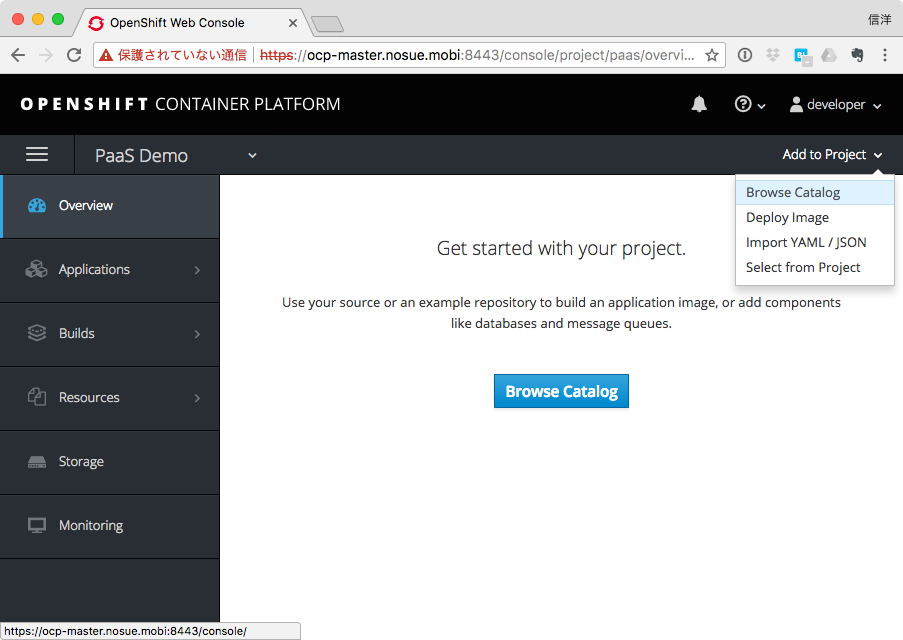 OpenShift Web Console
信洋
保護されていない通信 https://ocp-master.nosue.mobi:8443/console/project/paas/overvi...
OPENSHIFT CONTAINER PLATFORM
developer
PaaS Demo
Add to Project
Browse Catalog
Deploy Image
Import YAML / JSON
Select from Project
Overview
Applications
Builds
Resources
Storage
Monitoring
Get started with your project.
Use your source or an example repository to build an application image, or add components
like databases and message queues.
Browse Catalog
https://ocp-master.nosue.mobi:8443/console/